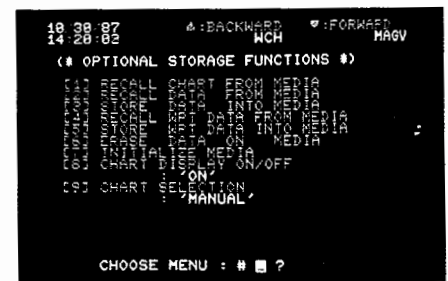 10 30 87 :BACKWARD :FORWARD
14:20:02 WCH MAGV
(# OPTIONAL STORAGE FUNCTIONS #)
[1] RECALL CHART FROM MEDIA
[2] RECALL DATA FROM MEDIA
[3] STORE DATA INTO MEDIA
[4] RECALL WPT DATA FROM MEDIA
[5] STORE WPT DATA INTO MEDIA
[6] ERASE DATA ON MEDIA
[7] INITIALIZE MEDIA
[8] CHART DISPLAY ON/OFF
: 'ON'
[9] CHART SELECTION
: 'MANUAL'
CHOOSE MENU : # ?